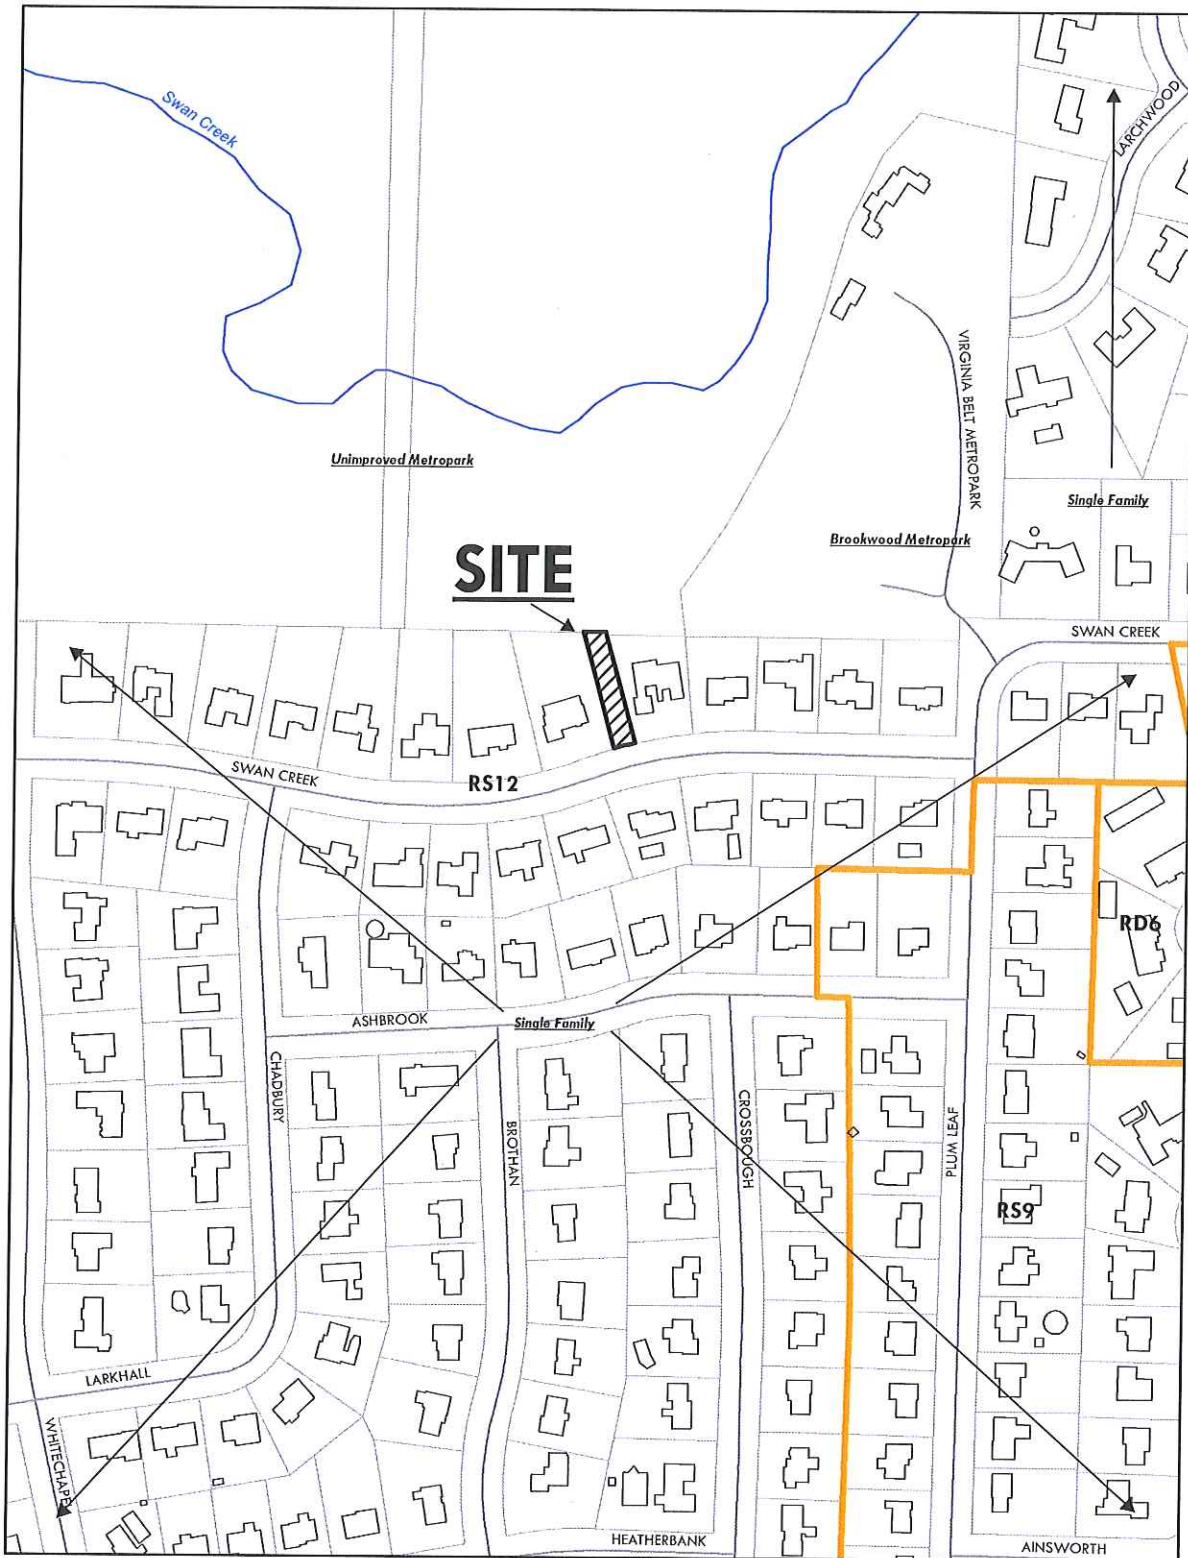 Swan Creek
LARCHWOOD
VIRGINIA BELT METROPARK
Unimproved Metropark
Single Family
Brookwood Metropark
SITE
SWAN CREEK
SWAN CREEK
RS12
RD6
ASHBROOK
Single Family
CHADBURY
BROTHAN
CROSSBOUGH
PLUM LEAF
RS9
LARKHALL
WHITECHAPEL
HEATHERBANK
AINSWORTH